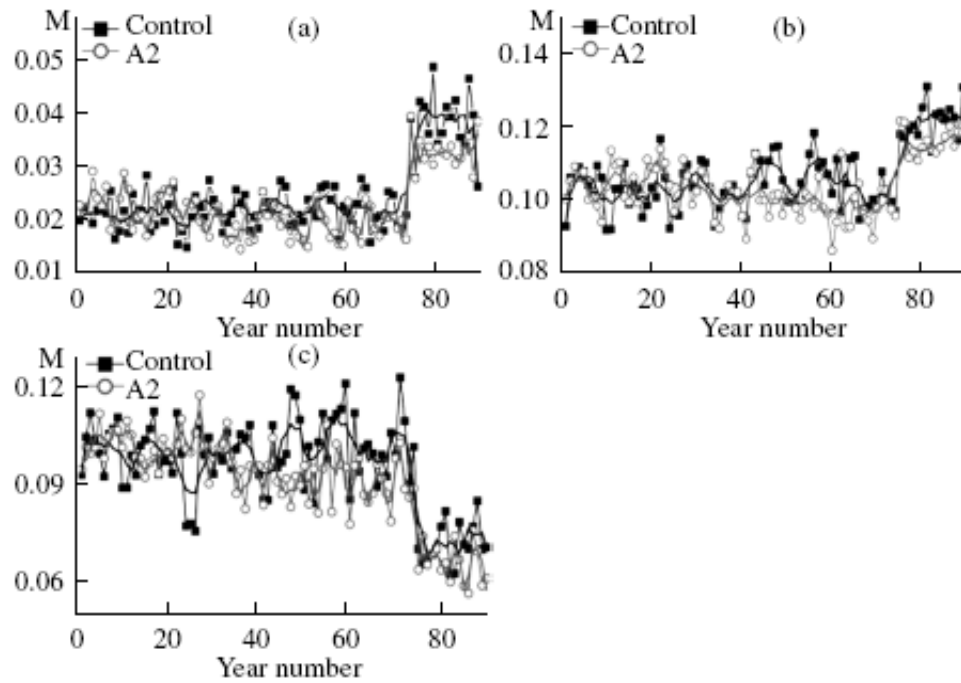 M
Control
(a)
A2
0.05
0.04
0.03
0.02
0.01
0 20 40 60 80
Year number
M
Control
(b)
A2
0.14
0.12
0.10
0.08
0 20 40 60 80
Year number
M
Control
(c)
A2
0.12
0.09
0.06
0 20 40 60 80
Year number